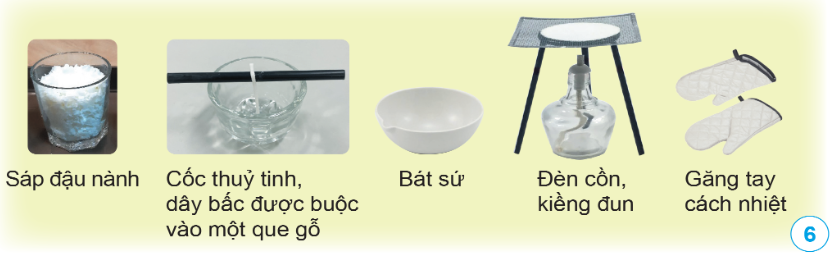 Sáp đậu nành
Cốc thuỷ tinh,
dây bấc được buộc
vào một que gỗ
Bát sứ
Đèn cồn,
kiềng đun
Găng tay
cách nhiệt
6